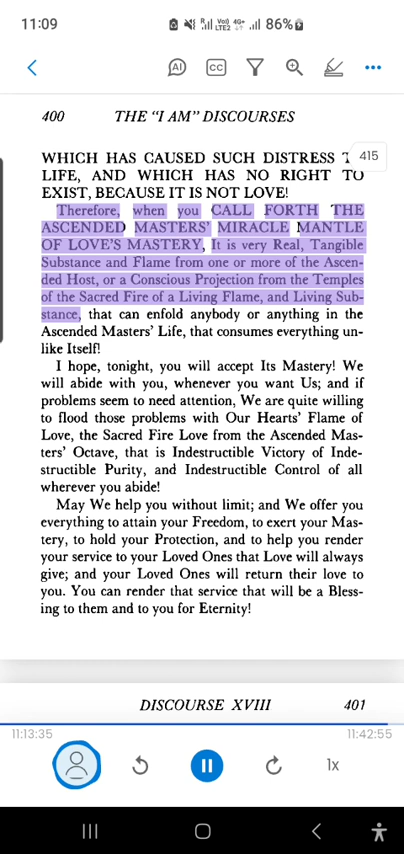 11:09
86%
AI
CC
400 THE “I AM” DISCOURSES
415
WHICH HAS CAUSED SUCH DISTRESS
LIFE, AND WHICH HAS NO RIGHT TO
EXIST, BECAUSE IT IS NOT LOVE!
Therefore, when you CALL FORTH THE
ASCENDED MASTERS’ MIRACLE MANTLE
OF LOVE’S MASTERY, It is very Real, Tangible
Substance and Flame from one or more of the Ascen-
ded Host, or a Conscious Projection from the Temples
of the Sacred Fire of a Living Flame, and Living Sub-
stance, that can enfold anybody or anything in the
Ascended Masters’ Life, that consumes everything un-
like Itself!
I hope, tonight, you will accept Its Mastery! We
will abide with you, whenever you want Us; and if
problems seem to need attention, We are quite willing
to flood those problems with Our Hearts’ Flame of
Love, the Sacred Fire Love from the Ascended Mas-
ters’ Octave, that is Indestructible Victory of Inde-
structible Purity, and Indestructible Control of all
wherever you abide!
May We help you without limit; and We offer you
everything to attain your Freedom, to exert your Mas-
tery, to hold your Protection, and to help you render
your service to your Loved Ones that Love will always
give; and your Loved Ones will return their love to
you. You can render that service that will be a Bless-
ing to them and to you for Eternity!
DISCOURSE XVIII 401
11:13:35 11:42:55
1x